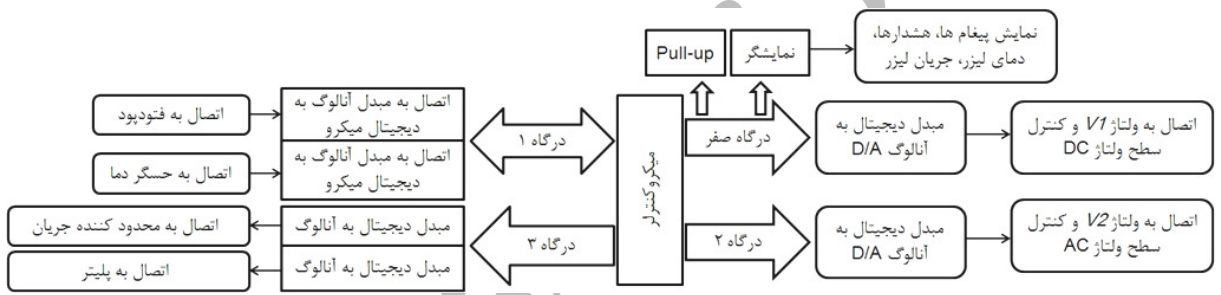 نمایش پیغام ها، هشدارها،
دمای لیزر، جریان لیزر
نمایشگر
Pull-up
اتصال به ولتاژ V1 و کنترل
سطح ولتاژ DC
مبدل دیجیتال به
آنالوگ D/A
درگاه صفر
میکروکنترلر
درگاه ۱
اتصال به مبدل آنالوگ به
دیجیتال میکرو
اتصال به فتودیود
اتصال به مبدل آنالوگ به
دیجیتال میکرو
اتصال به حسگر دما
اتصال به ولتاژ V2 و کنترل
سطح ولتاژ AC
مبدل دیجیتال به
آنالوگ D/A
درگاه ۲
درگاه ۳
مبدل دیجیتال به آنالوگ
اتصال به محدود کننده جریان
مبدل دیجیتال به آنالوگ
اتصال به پلیتر